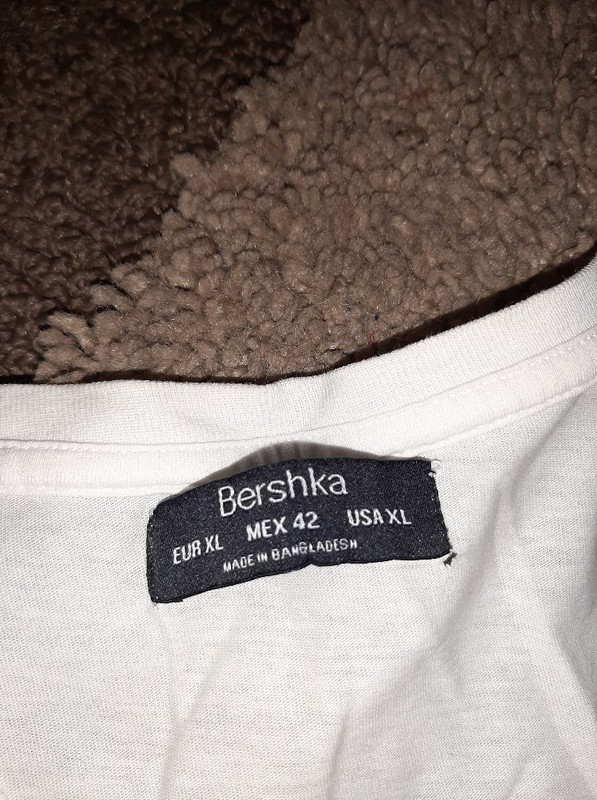 Bershka
EUR XL MEX 42 USA XL
MADE IN BANGLADESH